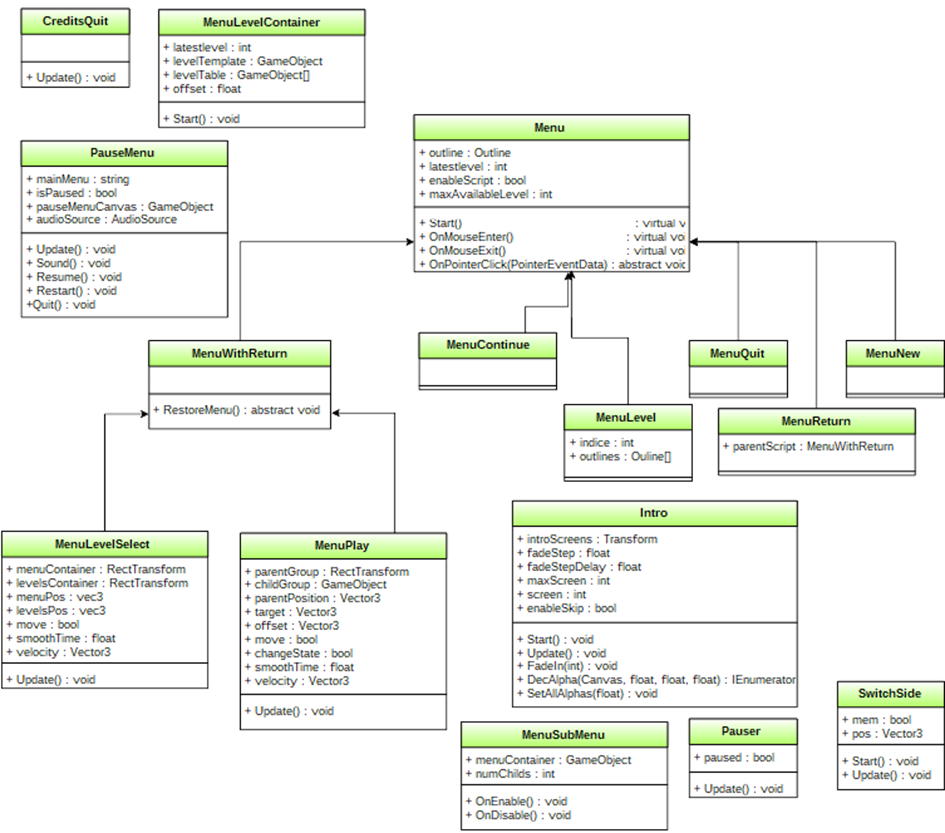 CreditsQuit
+ Update() : void
MenuLevelContainer
+ latestlevel : int
+ levelTemplate : GameObject
+ levelTable : GameObject[]
+ offset : float
+ Start() : void
PauseMenu
+ mainMenu : string
+ isPaused : bool
+ pauseMenuCanvas : GameObject
+ audioSource : AudioSource
+ Update() : void
+ Sound() : void
+ Resume() : void
+ Restart() : void
+Quit() : void
Menu
+ outline : Outline
+ latestlevel : int
+ enableScript : bool
+ maxAvailableLevel : int
+ Start() : virtual v
+ OnMouseEnter() : virtual voi
+ OnMouseExit() : virtual voi
+ OnPointerClick(PointerEventData) : abstract void
MenuWithReturn
+ RestoreMenu() : abstract void
MenuContinue
MenuQuit
MenuNew
MenuLevel
+ indice : int
+ outlines : Ouline[]
MenuReturn
+ parentScript : MenuWithReturn
MenuLevelSelect
+ menuContainer : RectTransform
+ levelsContainer : RectTransform
+ menuPos : vec3
+ levelsPos : vec3
+ move : bool
+ smoothTime : float
+ velocity : Vector3
+ Update() : void
MenuPlay
+ parentGroup : RectTransform
+ childGroup : GameObject
+ parentPosition : Vector3
+ target : Vector3
+ offset : Vector3
+ move : bool
+ changeState : bool
+ smoothTime : float
+ velocity : Vector3
+ Update() : void
Intro
+ introScreens : Transform
+ fadeStep : float
+ fadeStepDelay : float
+ maxScreen : int
+ screen : int
+ enableSkip : bool
+ Start() : void
+ Update() : void
+ FadeIn(int) : void
+ DecAlpha(Canvas, float, float, float) : IEnumerator
+ SetAllAlphas(float) : void
MenuSubMenu
+ menuContainer : GameObject
+ numChilds : int
+ OnEnable() : void
+ OnDisable() : void
Pauser
+ paused : bool
+ Update() : void
SwitchSide
+ mem : bool
+ pos : Vector3
+ Start() : void
+ Update() : void